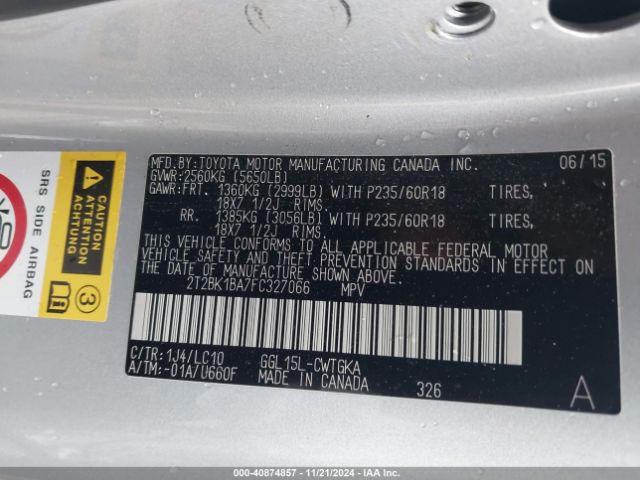 MFD.BY:TOYOTA MOTOR MANUFACTURING CANADA INC. 06/15
GVWR:2560KG (5650LB)
GAWR:FRT. 1360KG (2999LB) WITH P235/60R18 TIRES,
18X7 1/2J RIMS,
RR. 1385KG (3056LB) WITH P235/60R18 TIRES,
18X7 1/2J RIMS,
THIS VEHICLE CONFORMS TO ALL APPLICABLE FEDERAL MOTOR
VEHICLE SAFETY AND THEFT PREVENTION STANDARDS IN EFFECT ON
THE DATE OF MANUFACTURE SHOWN ABOVE.
2T2BK1BA7FC327066 MPV
C/TR:1J4/LC10 GGL15L-CWTGKA
A/TM:-01A/U660F MADE IN CANADA 326 A
SRS SIDE AIRBAG
CAUTION
ATTENTION
ACHTUNG
3
000-40874857 • 11/21/2024 • IAA